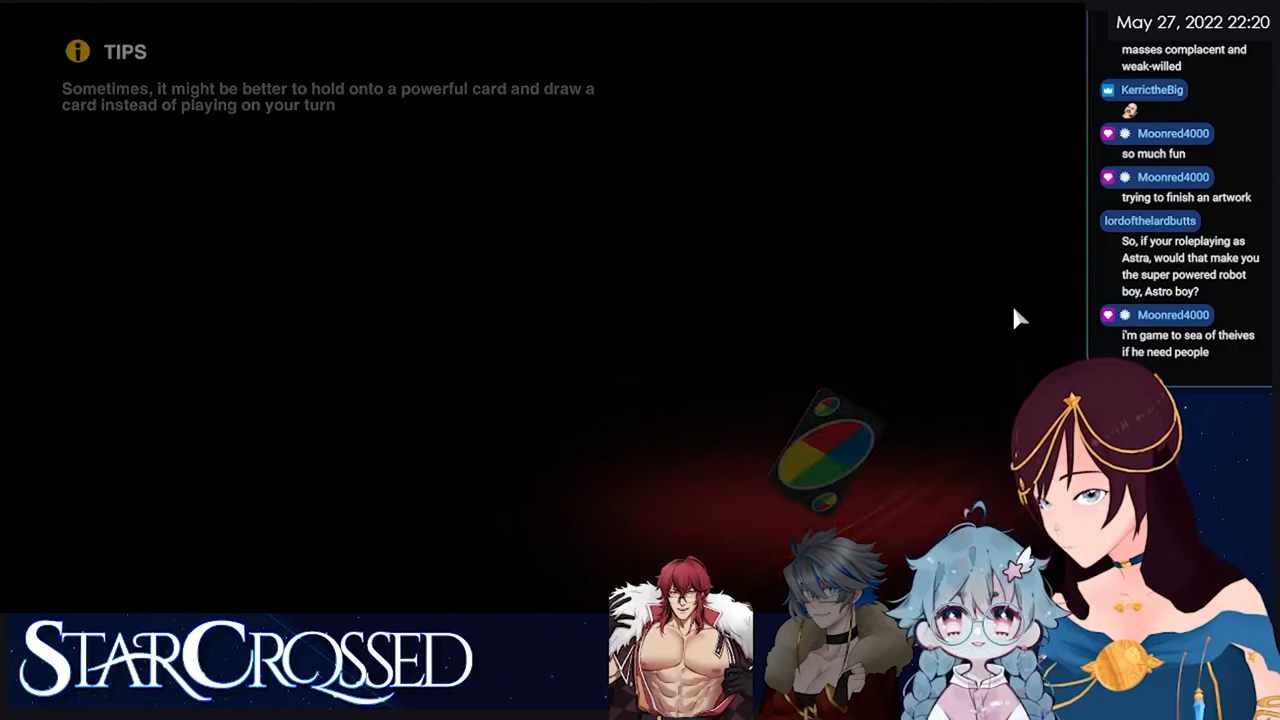 TIPS
Sometimes, it might be better to hold onto a powerful card and draw a
card instead of playing on your turn
May 27, 2022 22:20
masses complacent and
weak-willed
KerrictheBig
Moonred4000
so much fun
Moonred4000
trying to finish an artwork
lordofthelardbutts
So, if your roleplaying as
Astra, would that make you
the super powered robot
boy, Astro boy?
Moonred4000
i'm game to sea of theives
if he need people
STARCROSSED